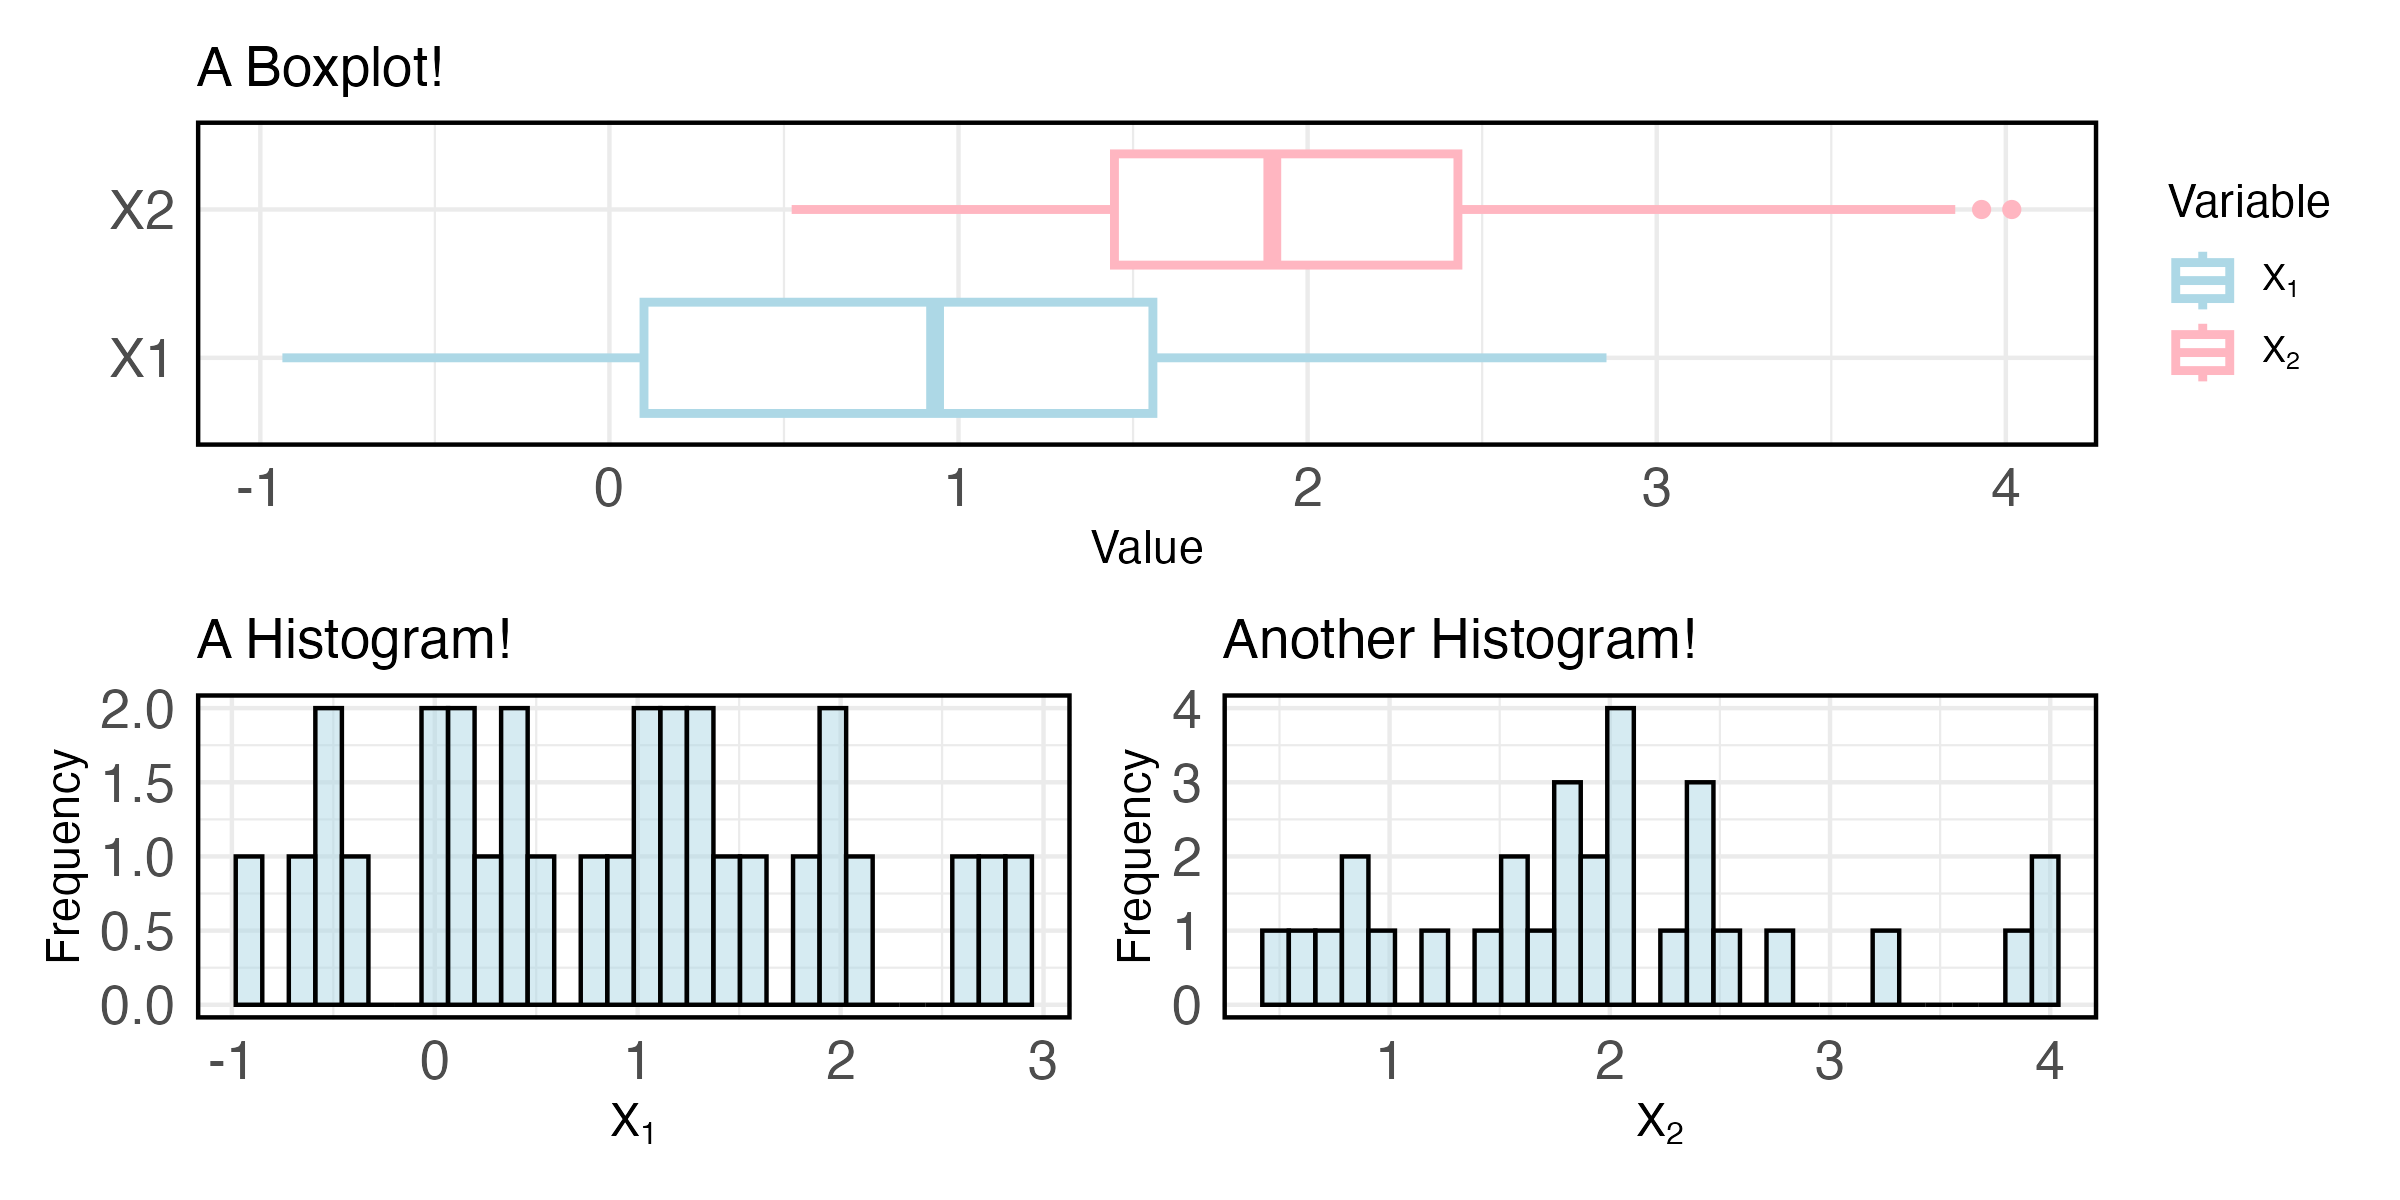 A Boxplot!
X2
X1
-1 0 1 2 3 4
Value
Variable
X₁
X₂
A Histogram!
Frequency
2.0
1.5
1.0
0.5
0.0
-1 0 1 2 3
X₁
Another Histogram!
Frequency
4
3
2
1
0
1 2 3 4
X₂